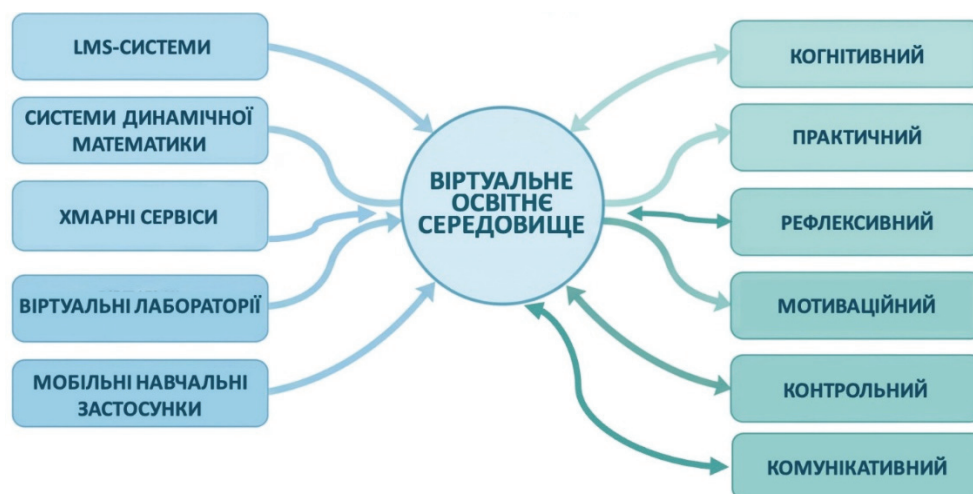 LMS-СИСТЕМИ
СИСТЕМИ ДИНАМІЧНОЇ
МАТЕМАТИКИ
ХМАРНІ СЕРВІСИ
ВІРТУАЛЬНІ ЛАБОРАТОРІЇ
МОБІЛЬНІ НАВЧАЛЬНІ
ЗАСТОСУНКИ
ВІРТУАЛЬНЕ
ОСВІТНЄ
СЕРЕДОВИЩЕ
КОГНІТИВНИЙ
ПРАКТИЧНИЙ
РЕФЛЕКСИВНИЙ
МОТИВАЦІЙНИЙ
КОНТРОЛЬНИЙ
КОМУНІКАТИВНИЙ